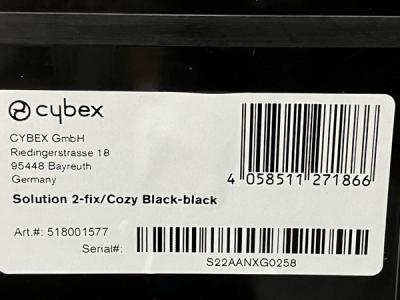 cybex
CYBEX GmbH
Riedingerstrasse 18
95448 Bayreuth
Germany
4 058511 271866
Solution 2-fix/Cozy Black-black
Art.#: 518001577
Serial#:
S22AANXG0258